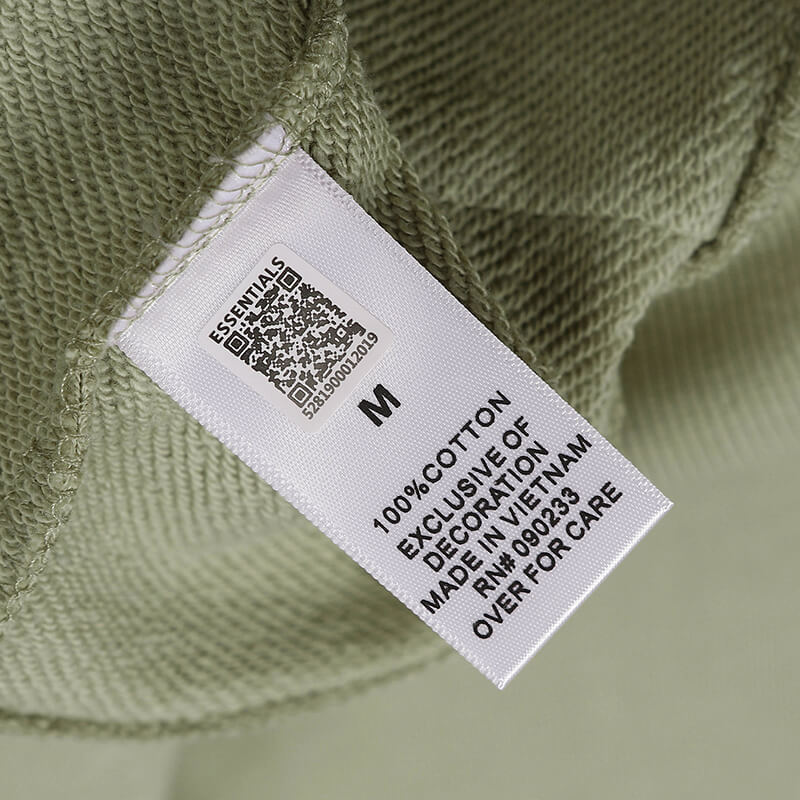 ESSENTIALS
5281900012019
M
100%COTTON
EXCLUSIVE OF
DECORATION
MADE IN VIETNAM
RN# 090233
OVER FOR CARE